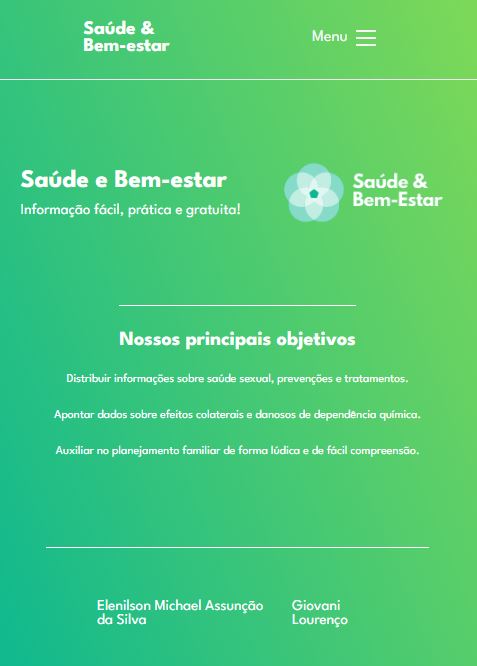 Saúde &
Bem-estar
Menu
Saúde e Bem-estar
Informação fácil, prática e gratuita!
Saúde &
Bem-Estar
Nossos principais objetivos
Distribuir informações sobre saúde sexual, prevenções e tratamentos.
Apontar dados sobre efeitos colaterais e danosos de dependência química.
Auxiliar no planejamento familiar de forma lúdica e de fácil compreensão.
Elenilson Michael Assunção
da Silva
Giovani
Lourenço